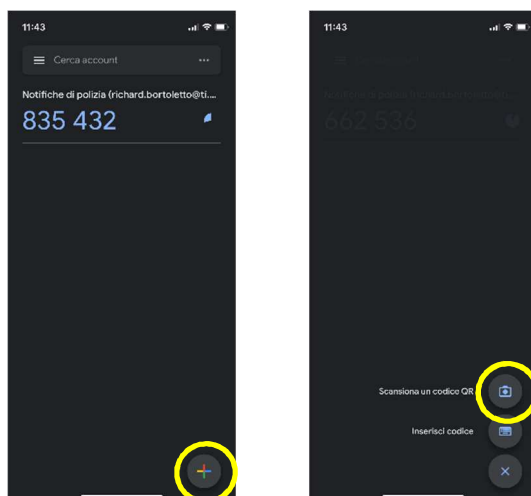 11:43
Cerca account
Notifiche di polizia (richard.bortoletto@ti....
835 432
11:43
662 536
Scansiona un codice QR
Inserisci codice